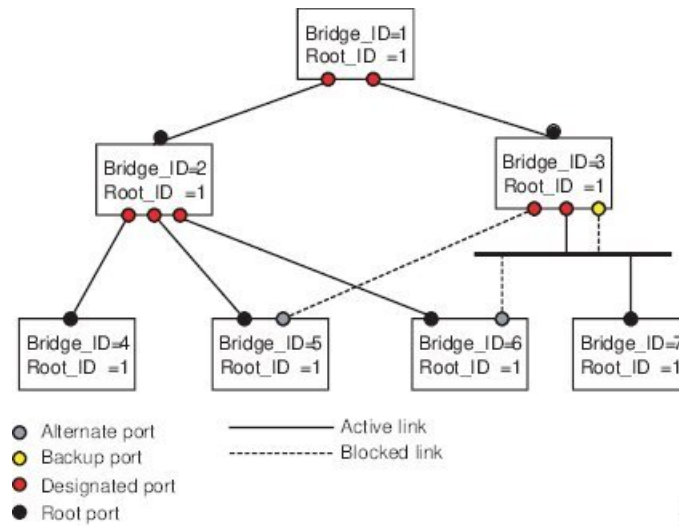 Bridge_ID=1
Root_ID =1
Bridge_ID=2
Root_ID =1
Bridge_ID=3
Root_ID =1
Bridge_ID=4
Root_ID =1
Bridge_ID=5
Root_ID =1
Bridge_ID=6
Root_ID =1
Bridge_ID=7
Root_ID =1
Alternate port
Backup port
Designated port
Root port
Active link
Blocked link